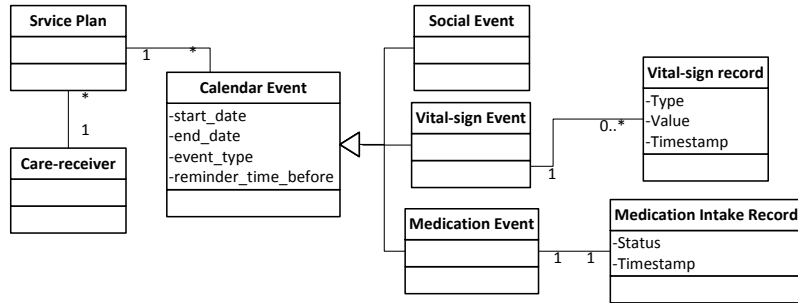 Srvice Plan
1
*
*
1
Care-receiver
Calendar Event
-start_date
-end_date
-event_type
-reminder_time_before
Social Event
Vital-sign Event
1
0..*
Vital-sign record
-Type
-Value
-Timestamp
Medication Event
1
1
Medication Intake Record
-Status
-Timestamp